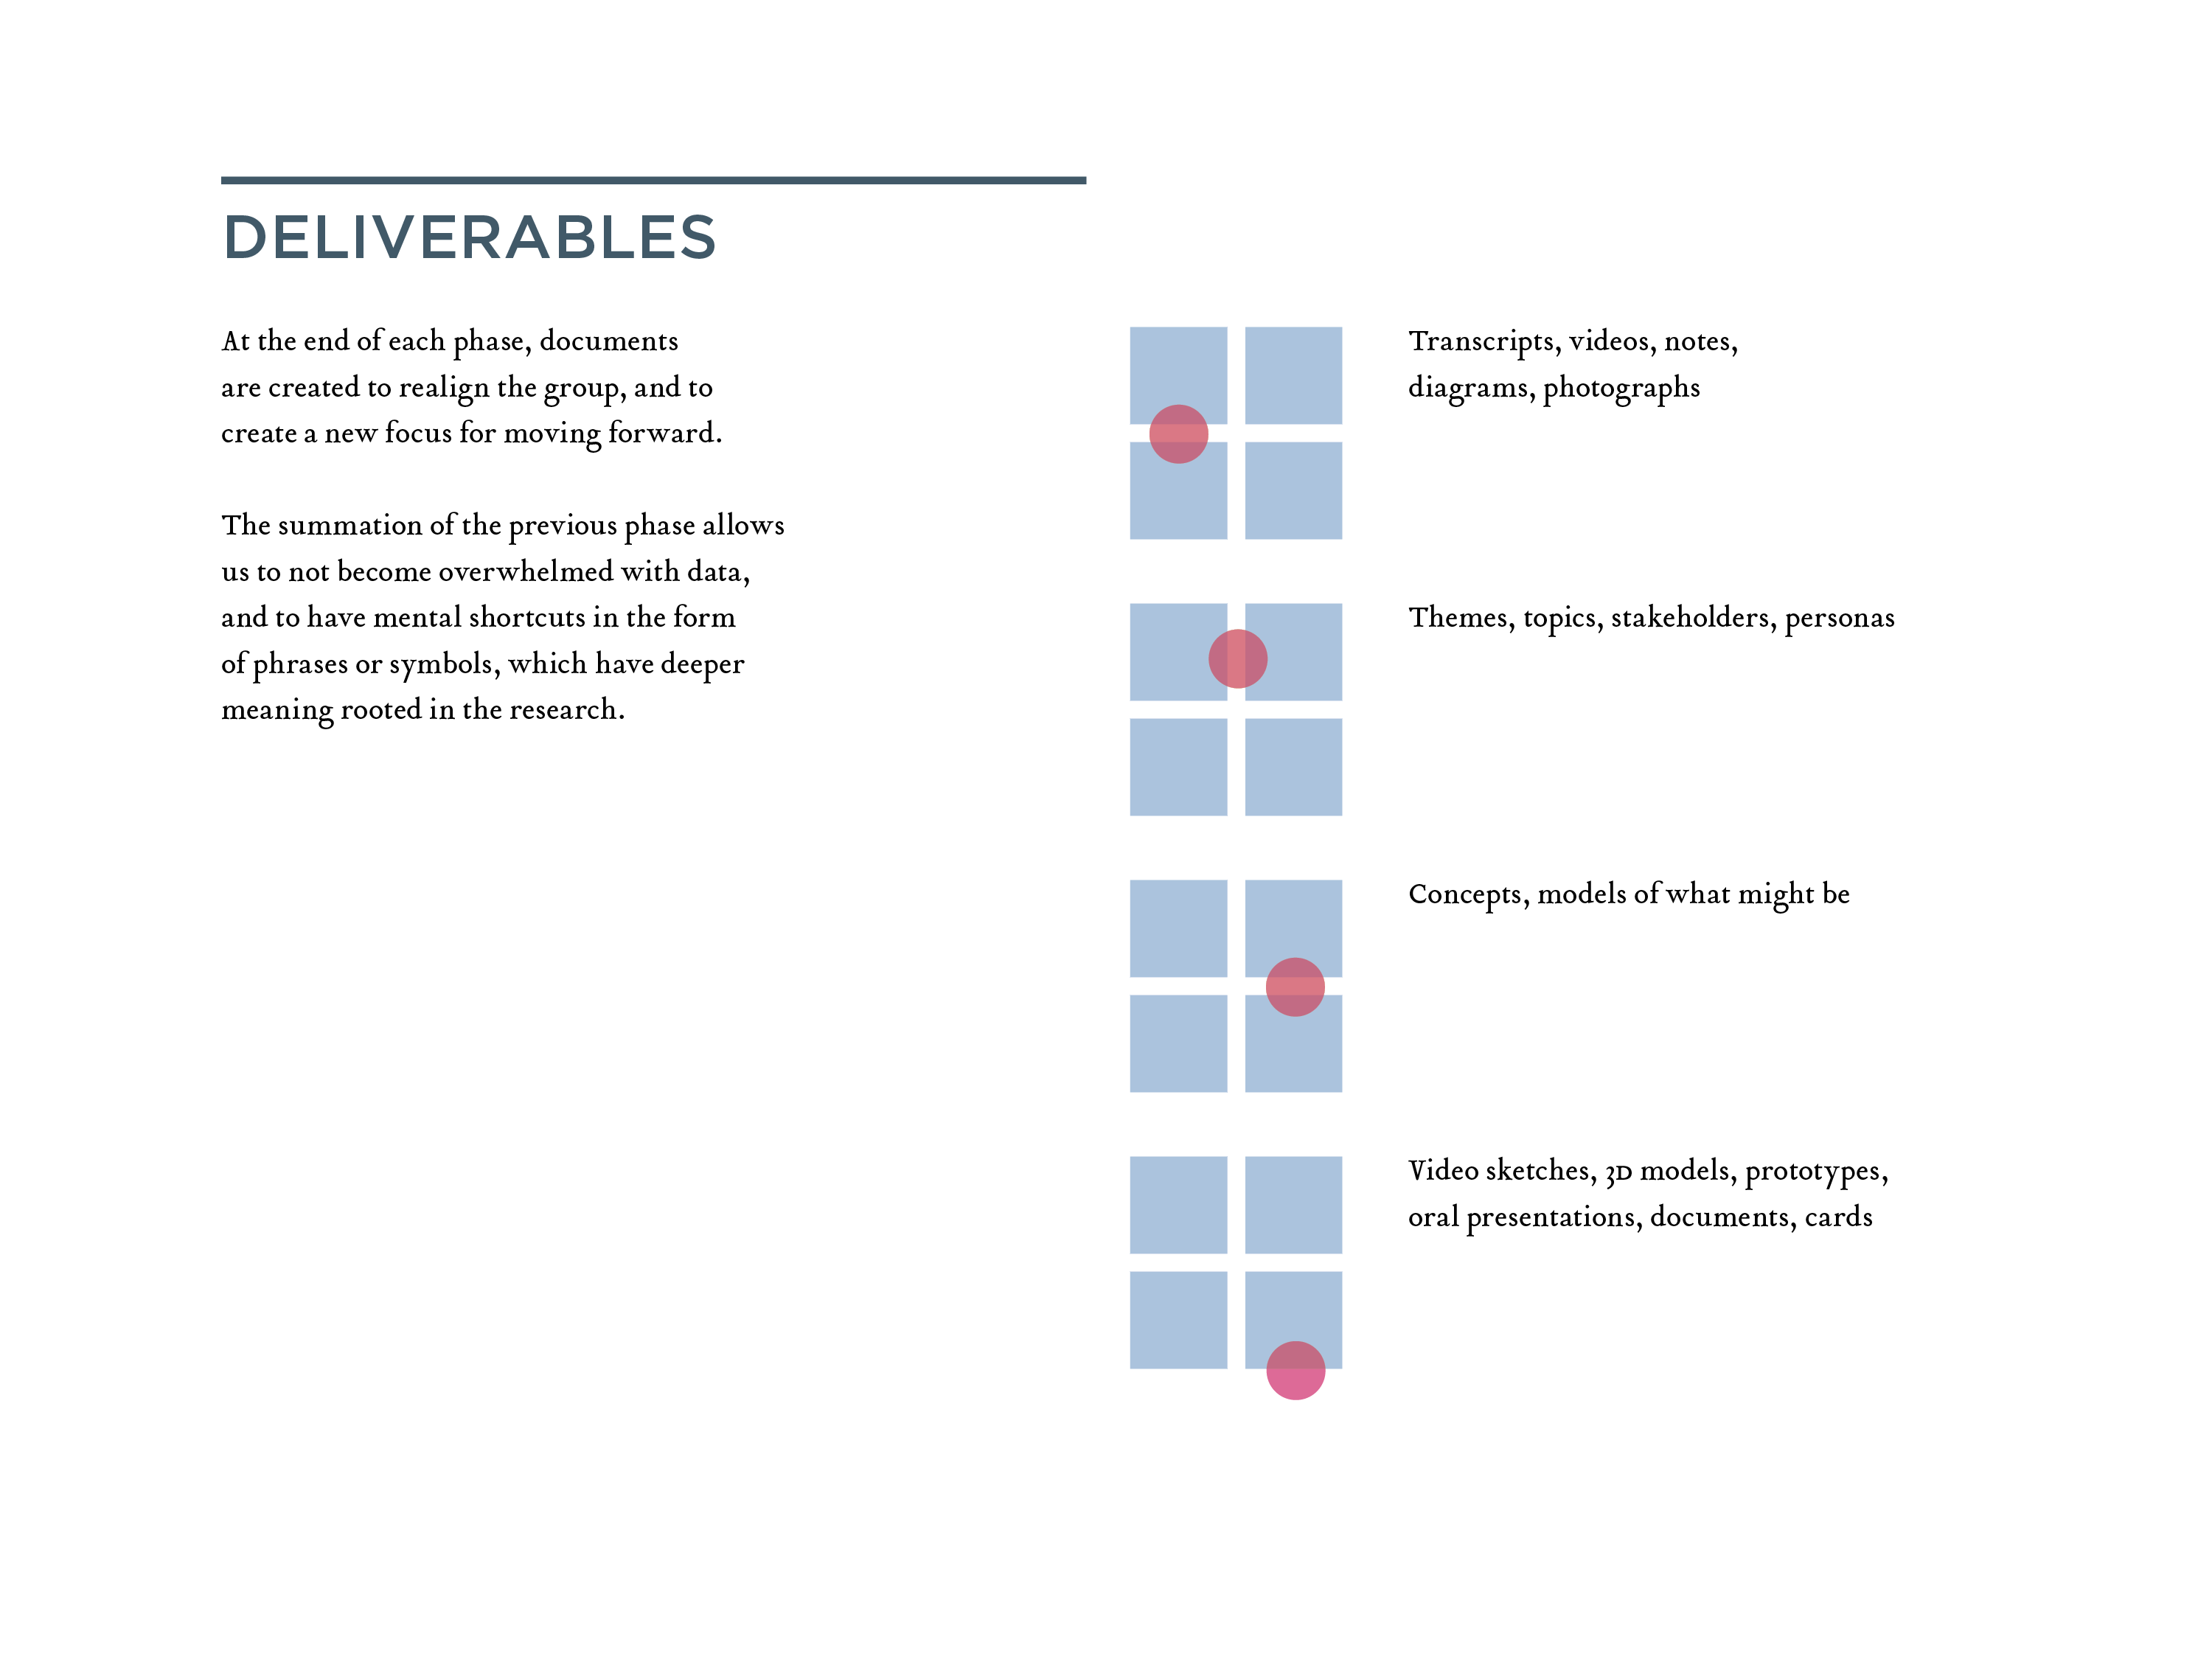 DELIVERABLES
At the end of each phase, documents
are created to realign the group, and to
create a new focus for moving forward.
The summation of the previous phase allows
us to not become overwhelmed with data,
and to have mental shortcuts in the form
of phrases or symbols, which have deeper
meaning rooted in the research.
Transcripts, videos, notes,
diagrams, photographs
Themes, topics, stakeholders, personas
Concepts, models of what might be
Video sketches, 3D models, prototypes,
oral presentations, documents, cards